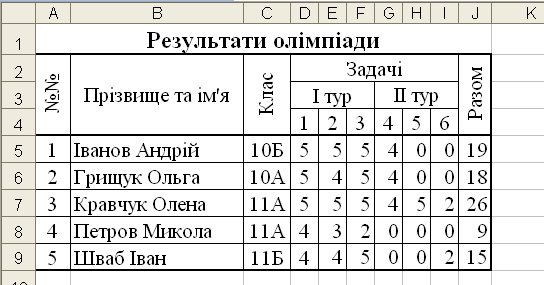 A B C D E F G H I J K
1 Результати олімпіади
2 №№ Прізвище та ім'я Клас Задачі Разом
3 І тур ІІ тур
4 1 2 3 4 5 6
5 1 Іванов Андрій 10Б 5 5 5 4 0 0 19
6 2 Грищук Ольга 10А 5 4 5 4 0 0 18
7 3 Кравчук Олена 11А 5 5 5 4 5 2 26
8 4 Петров Микола 11А 4 3 2 0 0 0 9
9 5 Шваб Іван 11Б 4 4 5 0 0 2 15